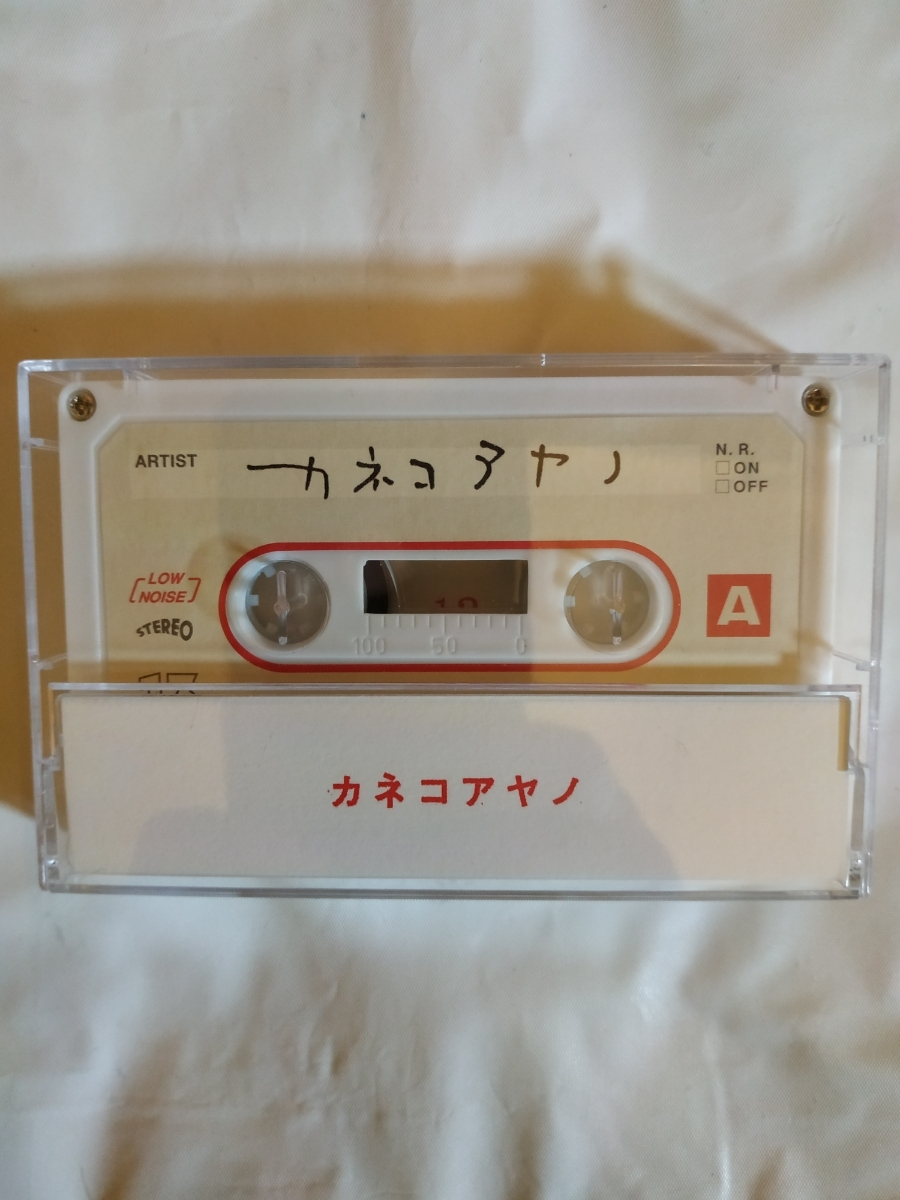 ARTIST
カネコアヤノ
N. R.
□ ON
□ OFF
LOW
NOISE
STEREO
A
100 50 0
カネコアヤノ